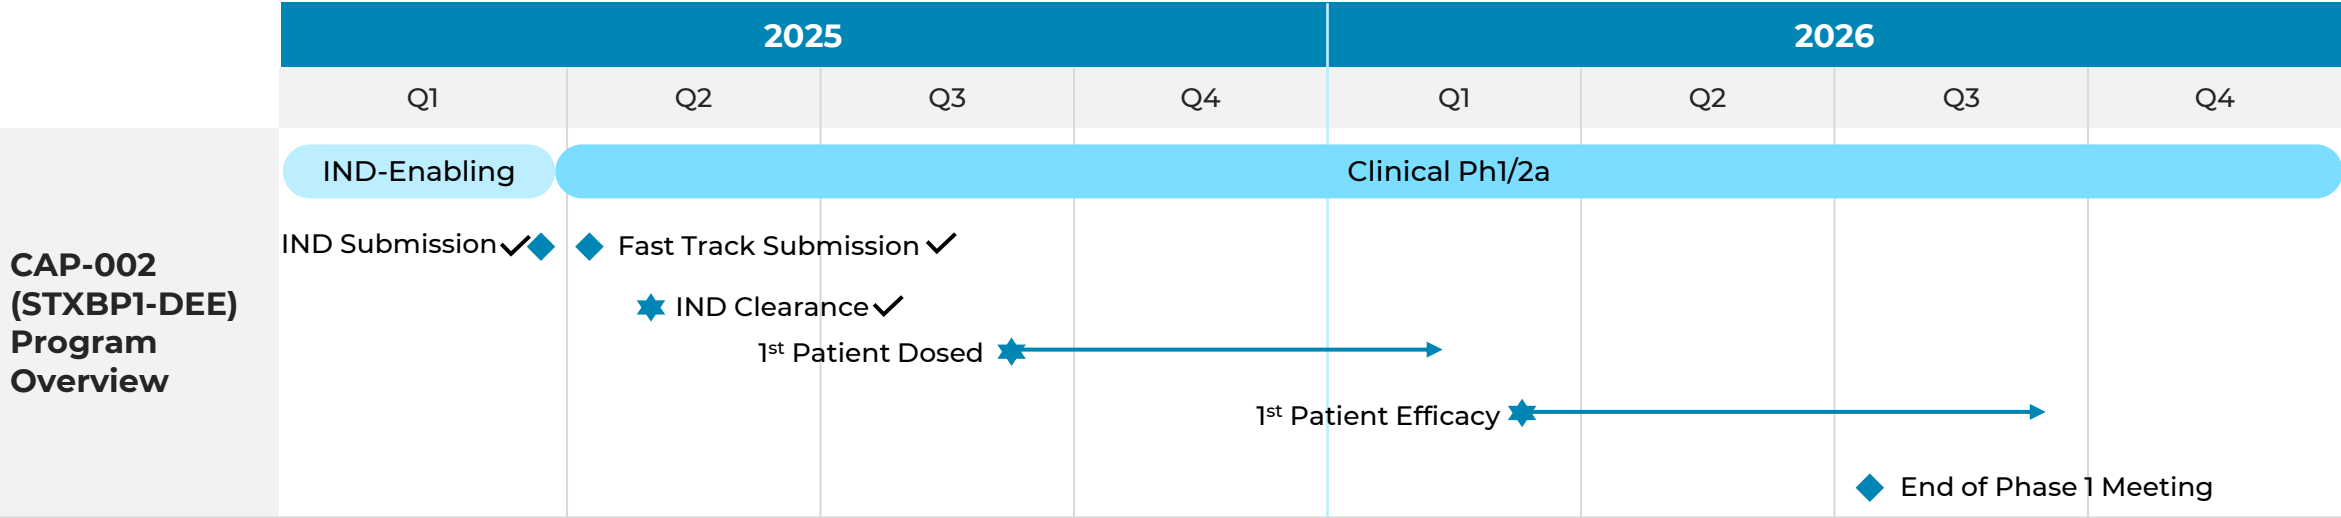 2025
2026
Q1
Q2
Q3
Q4
Q1
Q2
Q3
Q4
CAP-002
(STXBP1-DEE)
Program
Overview
IND-Enabling
Clinical Ph1/2a
IND Submission
Fast Track Submission
IND Clearance
1st Patient Dosed
1st Patient Efficacy
End of Phase 1 Meeting